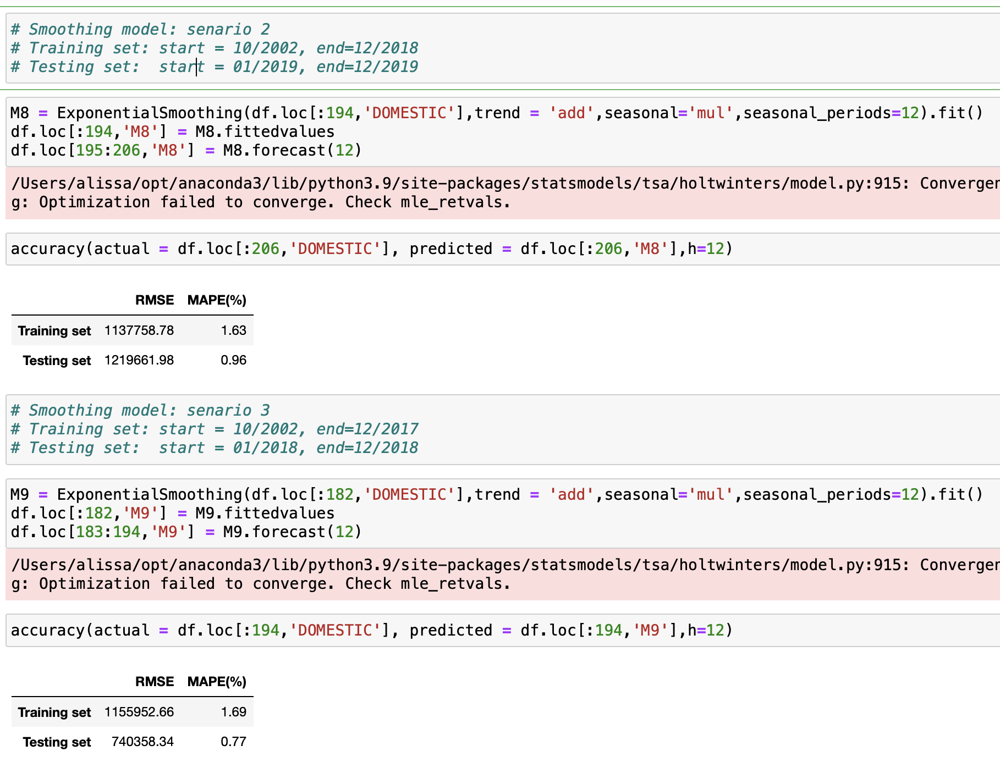 # Smoothing model: senario 2
# Training set: start = 10/2002, end=12/2018
# Testing set:  start = 01/2019, end=12/2019
M8 = ExponentialSmoothing(df.loc[:194,'DOMESTIC'],trend = 'add',seasonal='mul',seasonal_periods=12).fit()
df.loc[:194,'M8'] = M8.fittedvalues
df.loc[195:206,'M8'] = M8.forecast(12)
/Users/alissa/opt/anaconda3/lib/python3.9/site-packages/statsmodels/tsa/holtwinters/model.py:915: Converger
g: Optimization failed to converge. Check mle_retvals.
accuracy(actual = df.loc[:206,'DOMESTIC'], predicted = df.loc[:206,'M8'],h=12)
RMSE MAPE(%)
Training set 1137758.78 1.63
Testing set 1219661.98 0.96
# Smoothing model: senario 3
# Training set: start = 10/2002, end=12/2017
# Testing set:  start = 01/2018, end=12/2018
M9 = ExponentialSmoothing(df.loc[:182,'DOMESTIC'],trend = 'add',seasonal='mul',seasonal_periods=12).fit()
df.loc[:182,'M9'] = M9.fittedvalues
df.loc[183:194,'M9'] = M9.forecast(12)
/Users/alissa/opt/anaconda3/lib/python3.9/site-packages/statsmodels/tsa/holtwinters/model.py:915: Converger
g: Optimization failed to converge. Check mle_retvals.
accuracy(actual = df.loc[:194,'DOMESTIC'], predicted = df.loc[:194,'M9'],h=12)
RMSE MAPE(%)
Training set 1155952.66 1.69
Testing set 740358.34 0.77